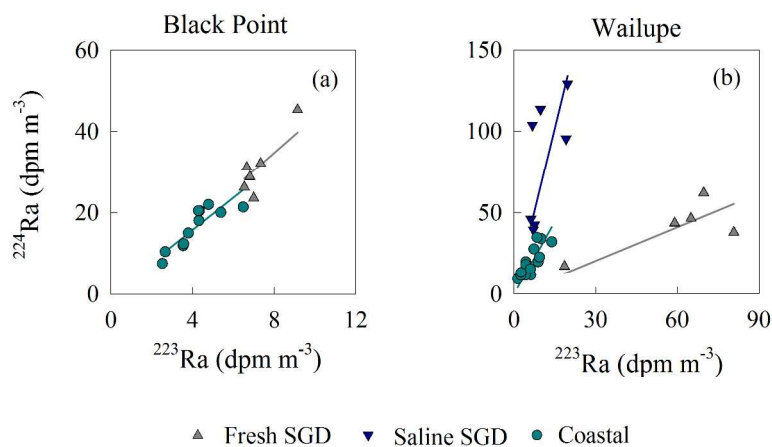 Black Point
Wailupe
(a)
(b)
²²⁴Ra (dpm m⁻³)
60
40
20
0
150
100
50
0
0 4 8 12
0 30 60 90
²²³Ra (dpm m⁻³)
²²³Ra (dpm m⁻³)
Fresh SGD
Saline SGD
Coastal